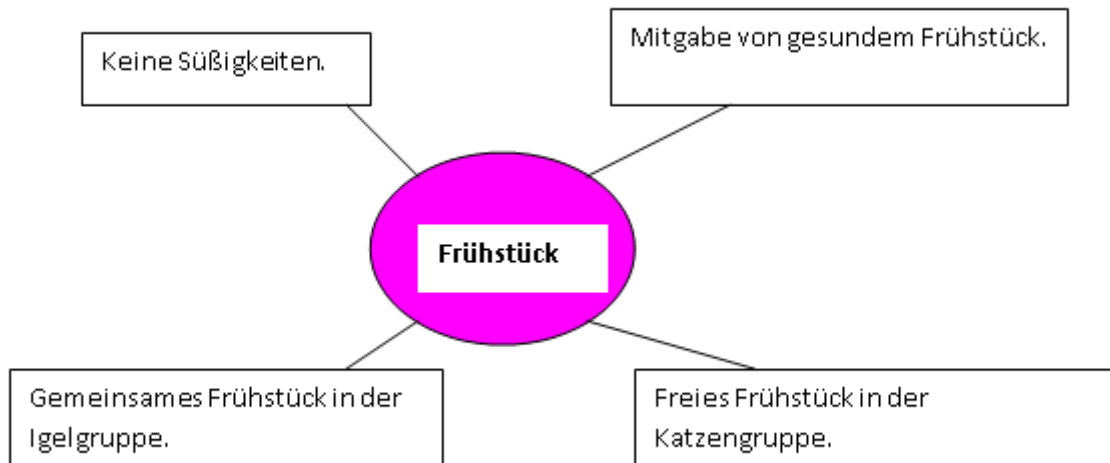 Keine Süßigkeiten.
Mitgabe von gesundem Frühstück.
Frühstück
Gemeinsames Frühstück in der
Igelgruppe.
Freies Frühstück in der
Katzengruppe.